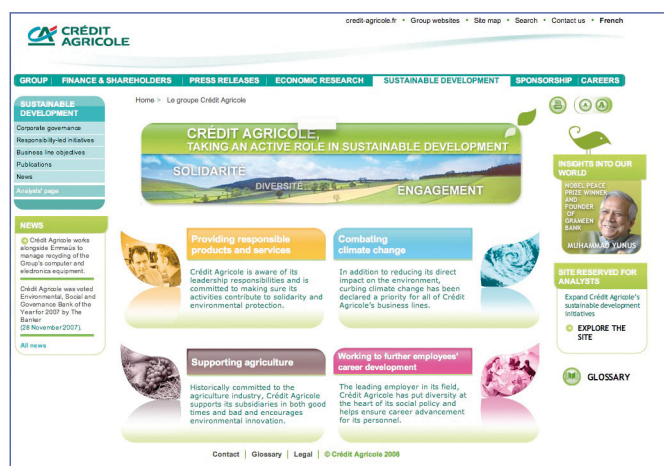 credit-agricole.fr • Group websites • Site map • Search • Contact us • French
CRÉDIT
AGRICOLE
GROUP | FINANCE & SHAREHOLDERS | PRESS RELEASES | ECONOMIC RESEARCH | SUSTAINABLE DEVELOPMENT | SPONSORSHIP | CAREERS
SUSTAINABLE
DEVELOPMENT
Corporate governance
Responsibility-led initiatives
Business line objectives
Publications
News
Analysts' page
NEWS
Crédit Agricole works
alongside Emmaüs to
manage recycling of the
Group's computer and
electronics equipment.
Crédit Agricole was voted
Environmental, Social and
Governance Bank of the
Year for 2007 by The
Banker
(28 November 2007).
All news
Home > Le groupe Crédit Agricole
CRÉDIT AGRICOLE,
TAKING AN ACTIVE ROLE IN SUSTAINABLE DEVELOPMENT
SOLIDARITÉ
DIVERSITÉ...
ENGAGEMENT
Providing responsible
products and services
Crédit Agricole is aware of its
leadership responsibilities and is
committed to making sure its
activities contribute to solidarity and
environmental protection.
Combating
climate change
In addition to reducing its direct
impact on the environment,
curbing climate change has been
declared a priority for all of Crédit
Agricole's business lines.
Supporting agriculture
Historically committed to the
agriculture industry, Crédit Agricole
supports its subsidiaries in both good
times and bad and encourages
environmental innovation.
Working to further employees'
career development
The leading employer in its field,
Crédit Agricole has put diversity at
the heart of its social policy and
helps ensure career advancement
for its personnel.
A A
INSIGHTS INTO OUR
WORLD
NOBEL PEACE
PRIZE WINNER
AND
FOUNDER
OF
GRAMEEN
BANK
MUHAMMAD YUNUS
SITE RESERVED FOR
ANALYSTS
Expand Crédit Agricole's
sustainable development
initiatives
EXPLORE THE
SITE
GLOSSARY
Contact | Glossary | Legal | © Crédit Agricole 2008